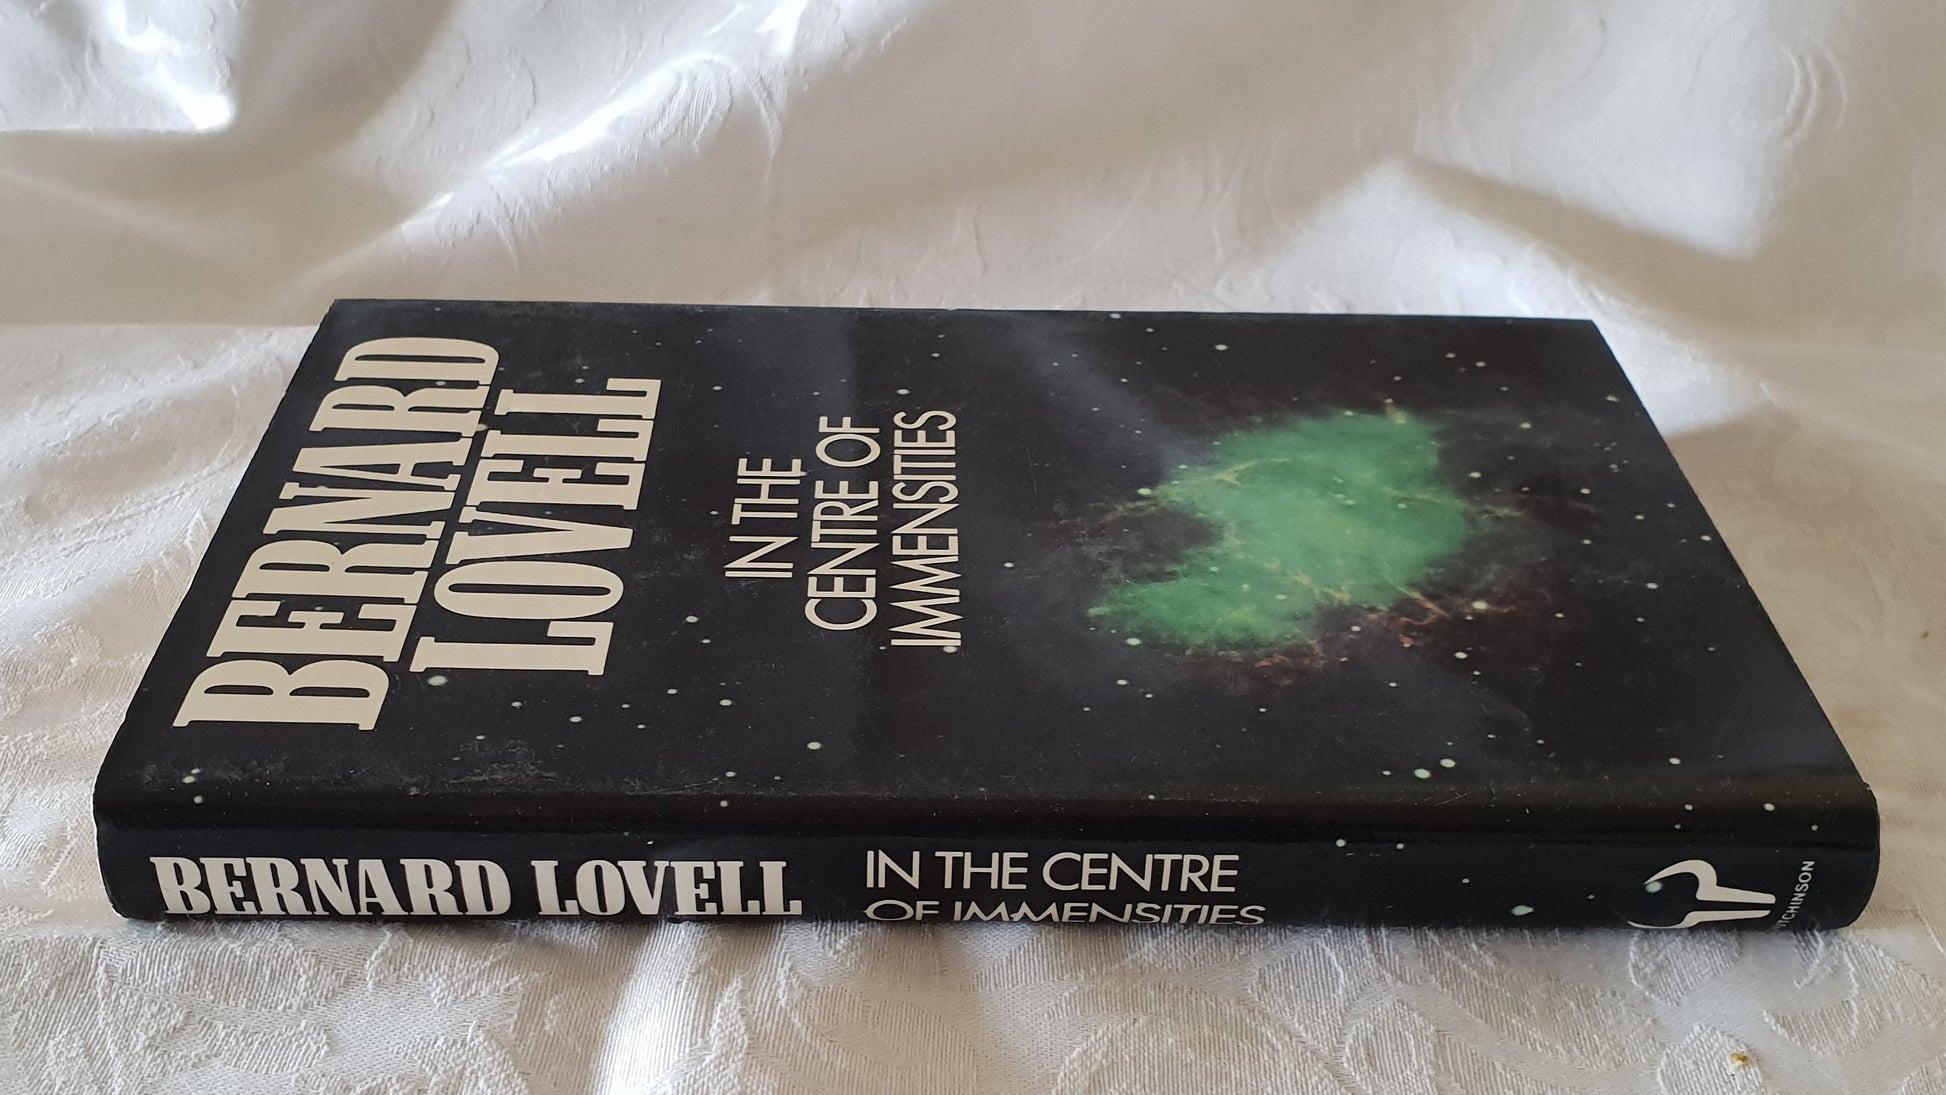 BERNARD
LOVELL
IN THE
CENTRE OF
IMMENSITIES
BERNARD LOVELL
IN THE CENTRE
OF IMMENSITIES